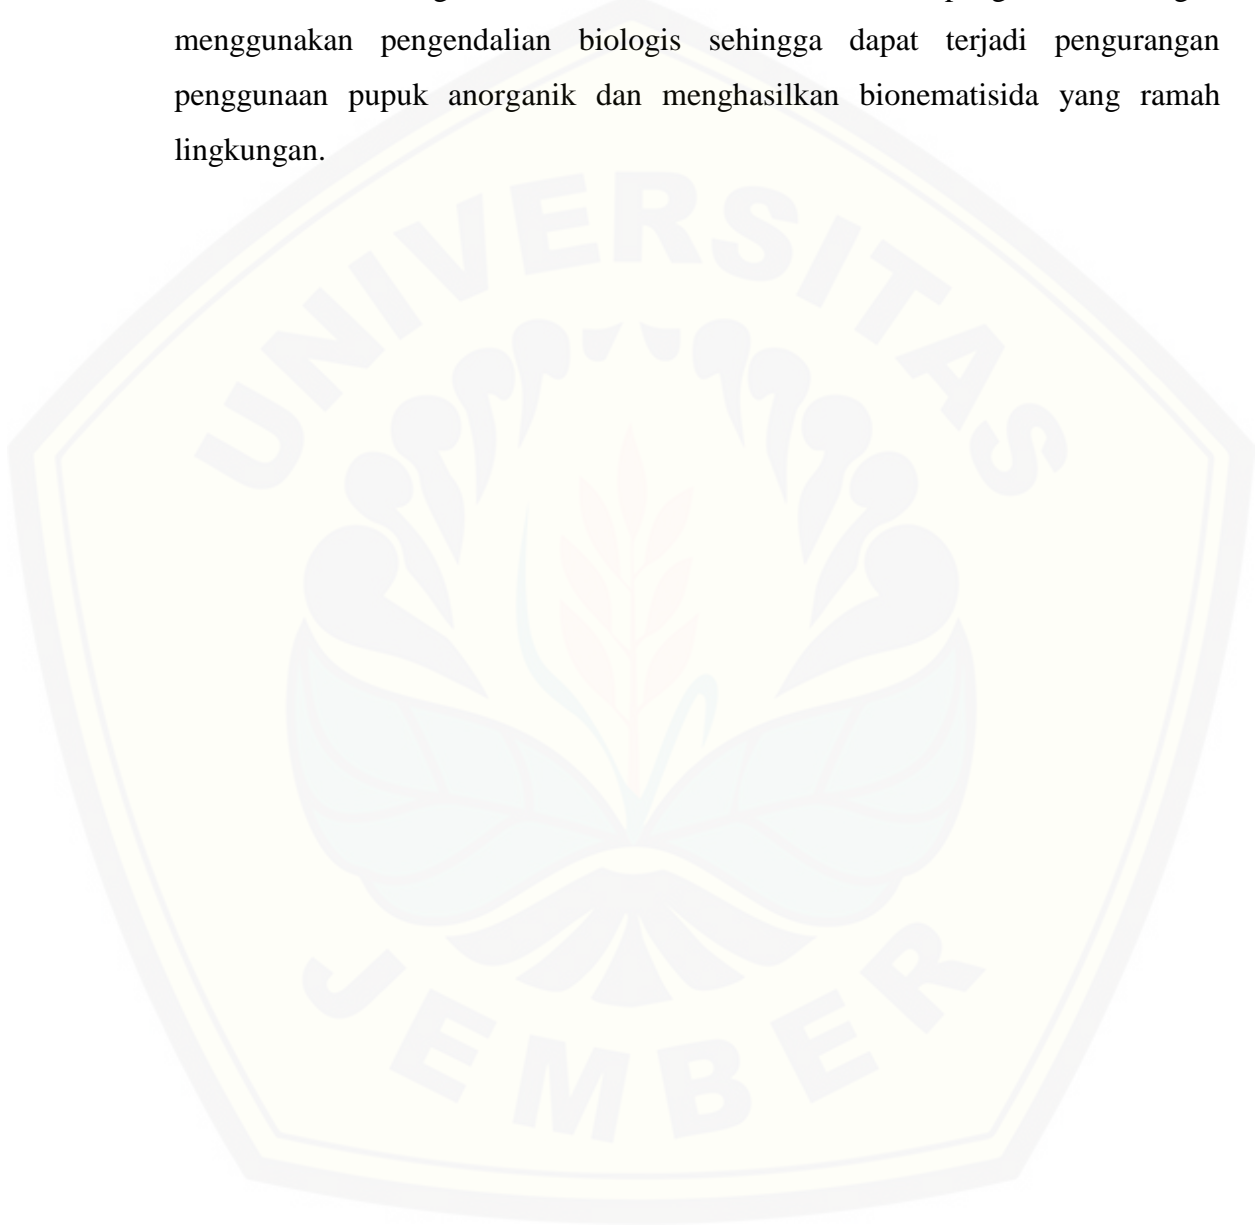 menggunakan pengendalian biologis sehingga dapat terjadi pengurangan
penggunaan pupuk anorganik dan menghasilkan bionematisida yang ramah
lingkungan.
UNIVERSITAS
JEMBER